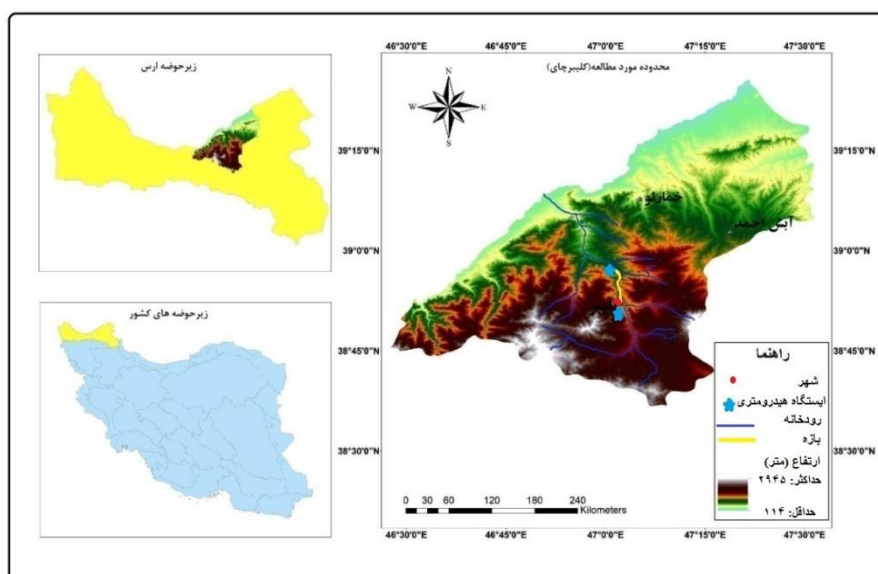 زیرحوضه ارس
زیرحوضه های کشور
46°30'0"E 46°45'0"E 47°0'0"E 47°15'0"E 47°30'0"E
محدوده مورد مطالعه(کلیبرچای)
N
W E
S
39°15'0"N 39°15'0"N
خمارلو
آبش احمد
39°0'0"N 39°0'0"N
38°45'0"N 38°45'0"N
38°30'0"N 38°30'0"N
راهنما
شهر
ایستگاه هیدرومتری
رودخانه
بازه
ارتفاع (متر)
حداکثر: ۲۹۴۵
حداقل: ۱۱۴
0 30 60 120 180 240
Kilometers
46°30'0"E 46°45'0"E 47°0'0"E 47°15'0"E 47°30'0"E